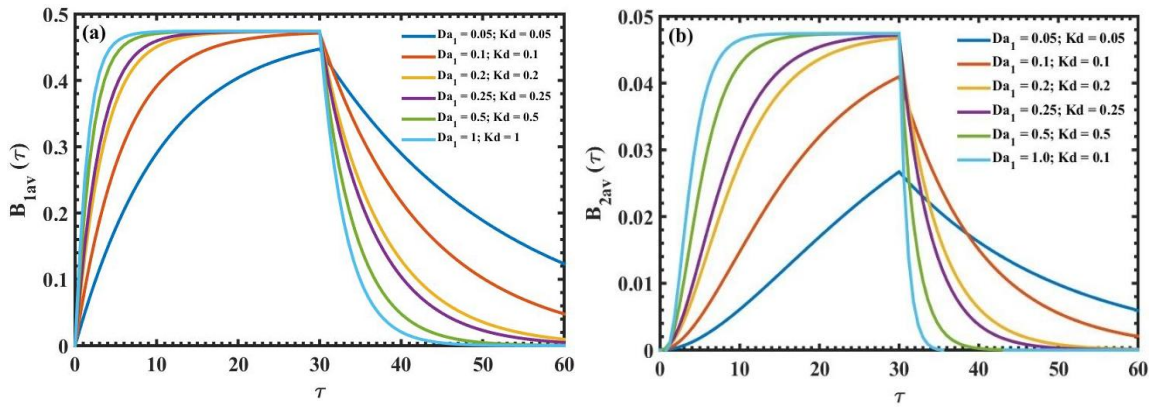 (a)
Da1 = 0.05; Kd = 0.05
Da1 = 0.1; Kd = 0.1
Da1 = 0.2; Kd = 0.2
Da1 = 0.25; Kd = 0.25
Da1 = 0.5; Kd = 0.5
Da1 = 1; Kd = 1
B1av (τ)
0.5
0.4
0.3
0.2
0.1
0
0 10 20 30 40 50 60
τ
(b)
Da1 = 0.05; Kd = 0.05
Da1 = 0.1; Kd = 0.1
Da1 = 0.2; Kd = 0.2
Da1 = 0.25; Kd = 0.25
Da1 = 0.5; Kd = 0.5
Da1 = 1.0; Kd = 0.1
B2av (τ)
0.05
0.04
0.03
0.02
0.01
0
0 10 20 30 40 50 60
τ